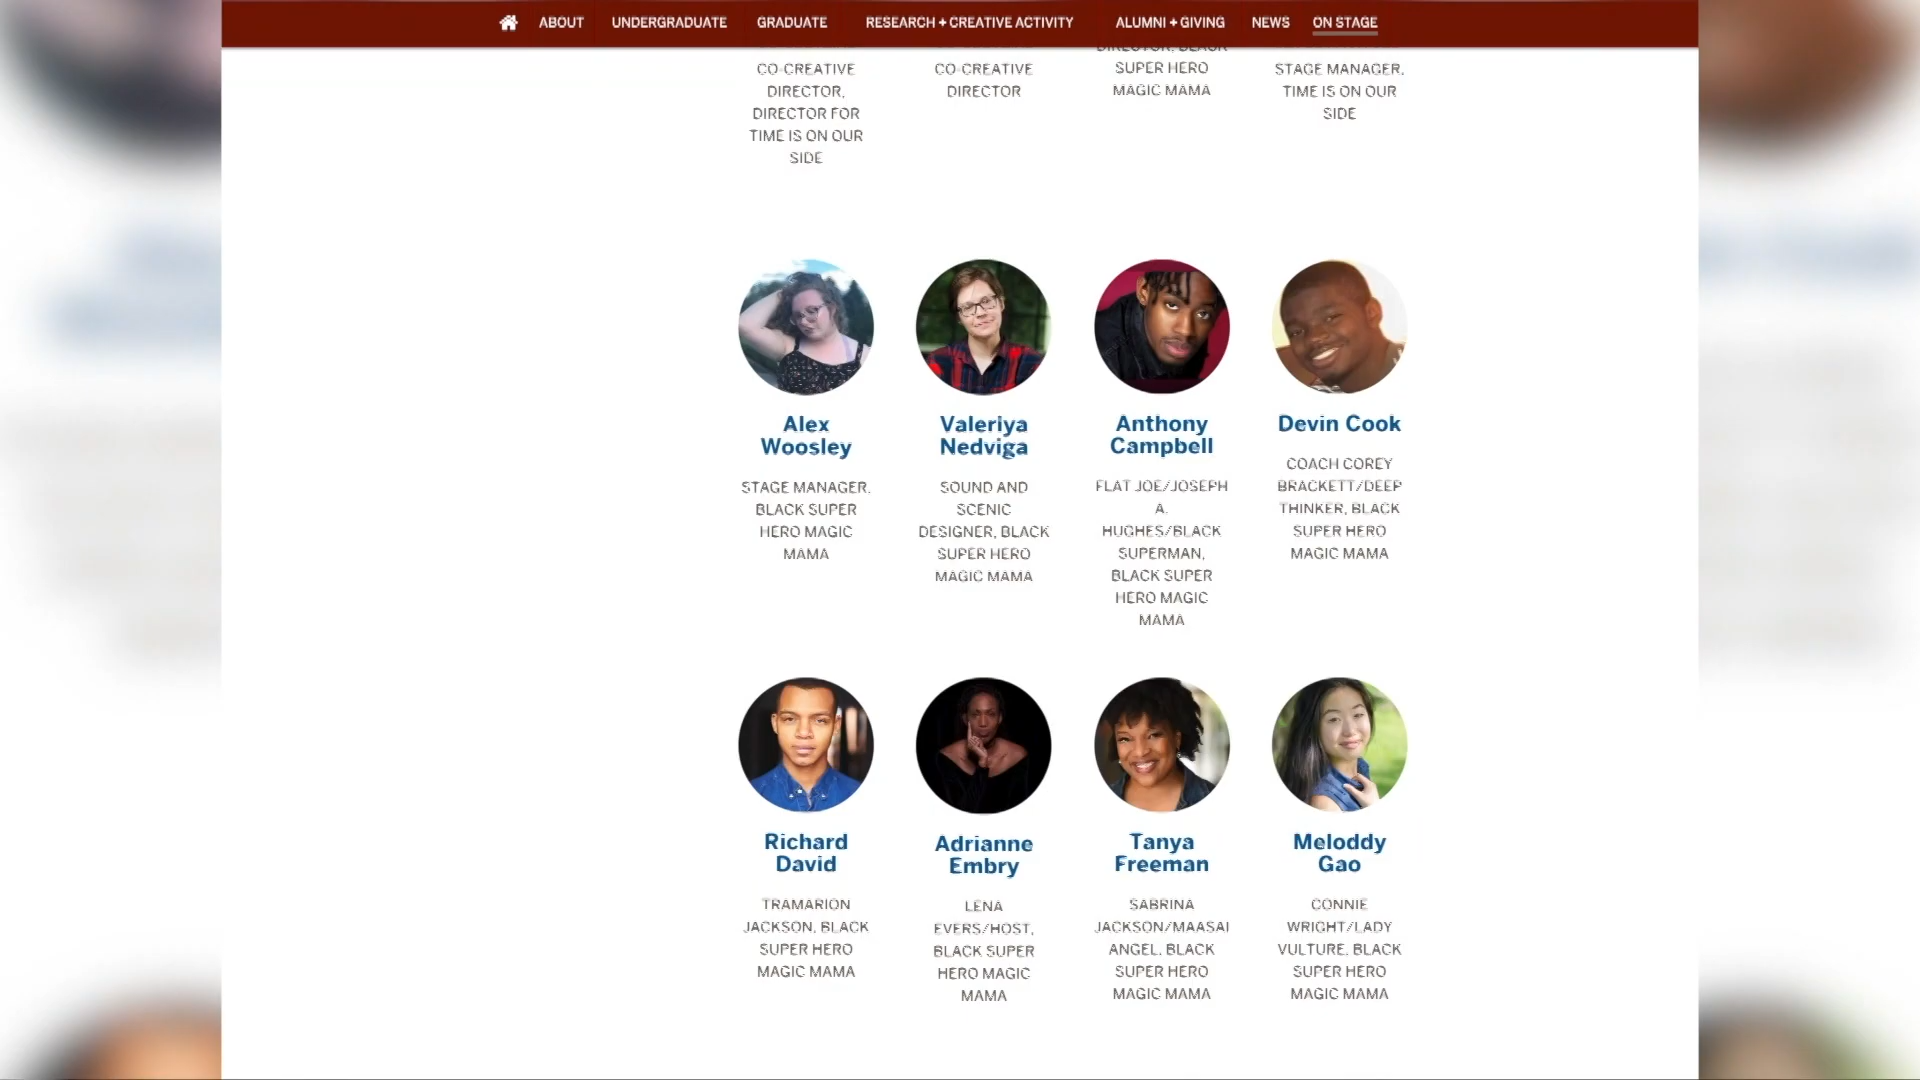 ABOUT UNDERGRADUATE GRADUATE RESEARCH + CREATIVE ACTIVITY ALUMNI + GIVING NEWS ON STAGE
CO-CREATIVE
DIRECTOR,
DIRECTOR FOR
TIME IS ON OUR
SIDE
CO-CREATIVE
DIRECTOR
DIRECTOR, BLACK
SUPER HERO
MAGIC MAMA
STAGE MANAGER,
TIME IS ON OUR
SIDE
Alex
Woosley
STAGE MANAGER,
BLACK SUPER
HERO MAGIC
MAMA
Valeriya
Nedviga
SOUND AND
SCENIC
DESIGNER, BLACK
SUPER HERO
MAGIC MAMA
Anthony
Campbell
FLAT JOE/JOSEPH
A.
HUGHES/BLACK
SUPERMAN,
BLACK SUPER
HERO MAGIC
MAMA
Devin Cook
COACH COREY
BRACKETT/DEEP
THINKER, BLACK
SUPER HERO
MAGIC MAMA
Richard
David
TRAMARION
JACKSON, BLACK
SUPER HERO
MAGIC MAMA
Adrianne
Embry
LENA
EVERS/HOST,
BLACK SUPER
HERO MAGIC
MAMA
Tanya
Freeman
SABRINA
JACKSON/MAASAI
ANGEL, BLACK
SUPER HERO
MAGIC MAMA
Meloddy
Gao
CONNIE
WRIGHT/LADY
VULTURE, BLACK
SUPER HERO
MAGIC MAMA